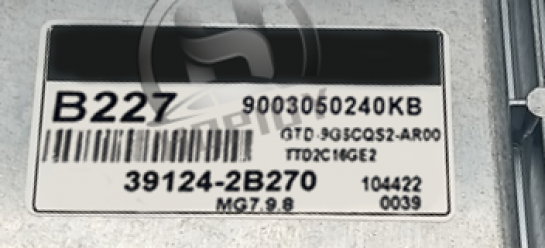 B227 9003050240KB
GTD-9G5CQS2-AR00
TTD2C16GE2
39124-2B270 104422
MG7.9.8 0039